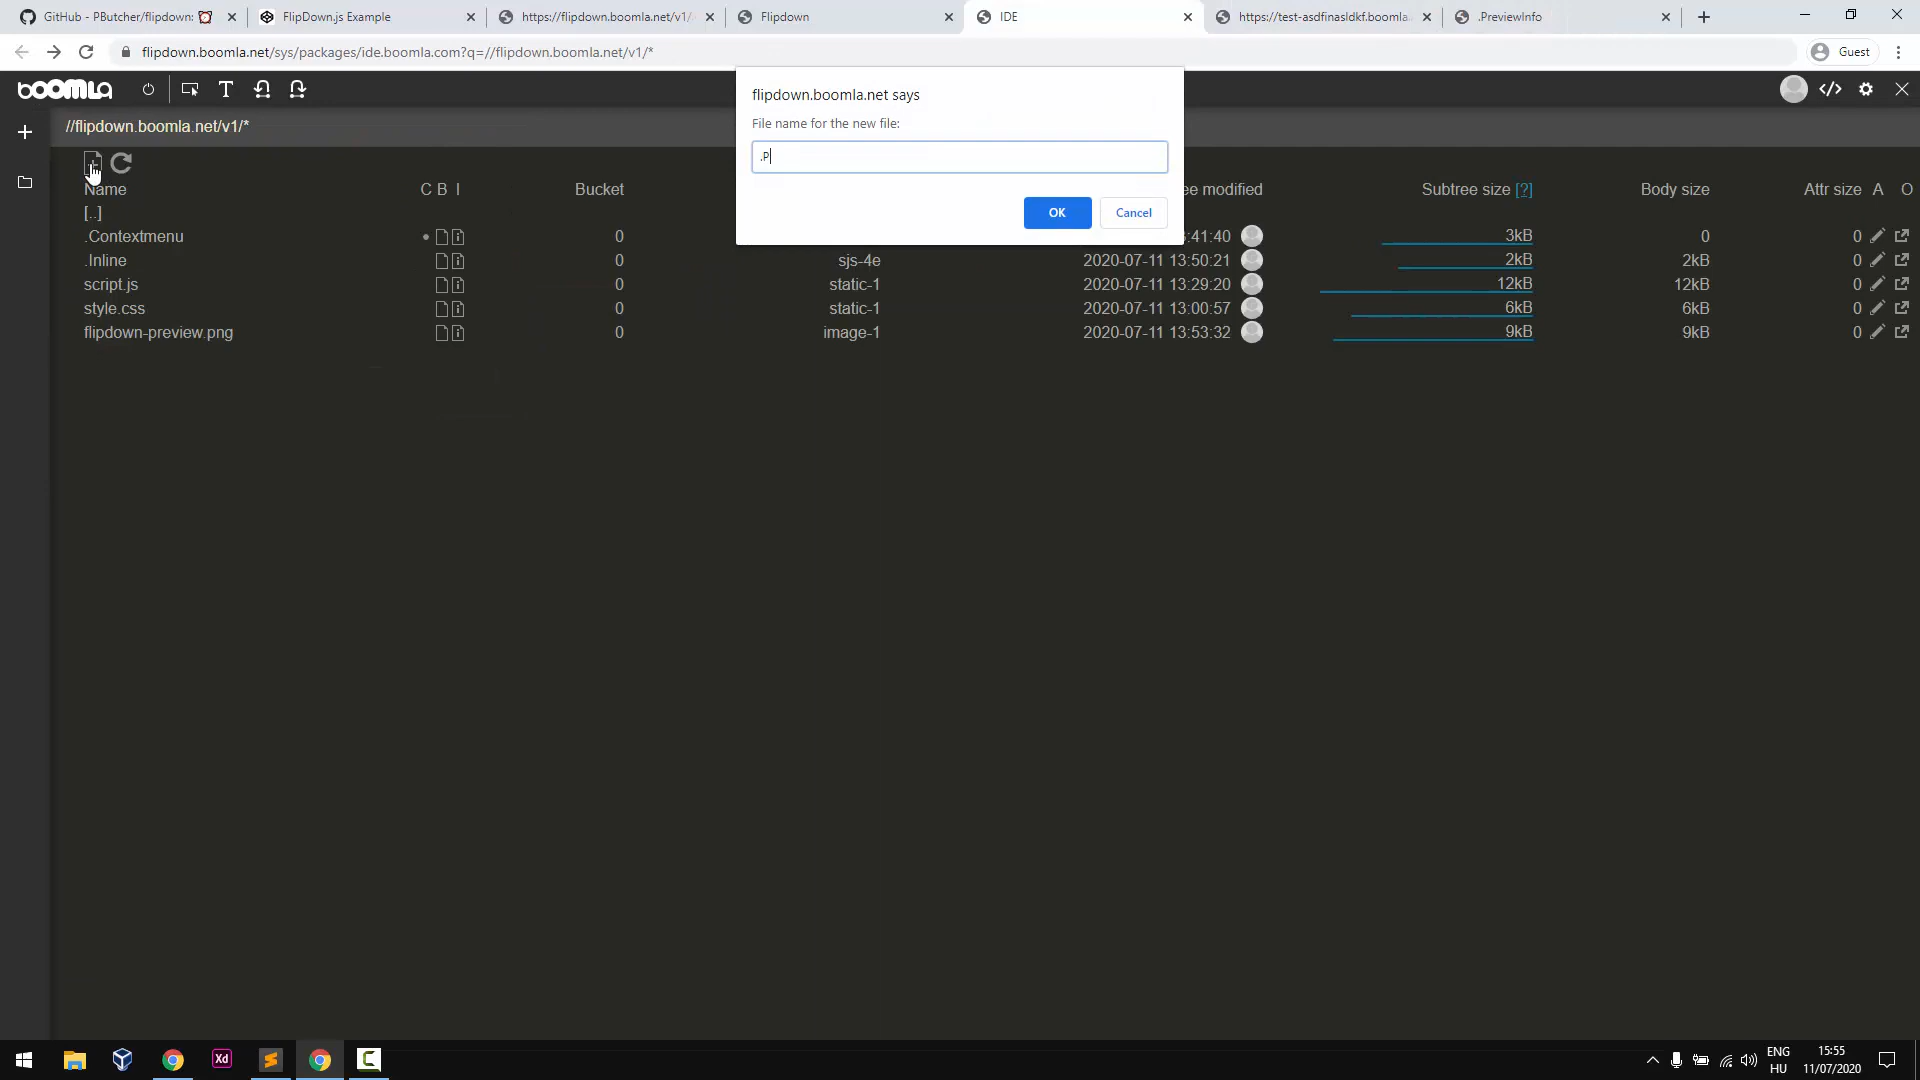 GitHub - PButcher/flipdown:
FlipDown.js Example
https://flipdown.boomla.net/v1/
Flipdown
IDE
https://test-asdfinasldkf.boomla.
.PreviewInfo
flipdown.boomla.net/sys/packages/ide.boomla.com?q=//flipdown.boomla.net/v1/*
Guest
boomla
T
</>
//flipdown.boomla.net/v1/*
flipdown.boomla.net says
File name for the new file:
.P
OK
Cancel
Name C B I Bucket ee modified Subtree size [?] Body size Attr size A O
[..]
.Contextmenu 0 3:41:40 3kB 0 0
.Inline 0 sjs-4e 2020-07-11 13:50:21 2kB 2kB 0
script.js 0 static-1 2020-07-11 13:29:20 12kB 12kB 0
style.css 0 static-1 2020-07-11 13:00:57 6kB 6kB 0
flipdown-preview.png 0 image-1 2020-07-11 13:53:32 9kB 9kB 0
Xd
ENG
HU
15:55
11/07/2020